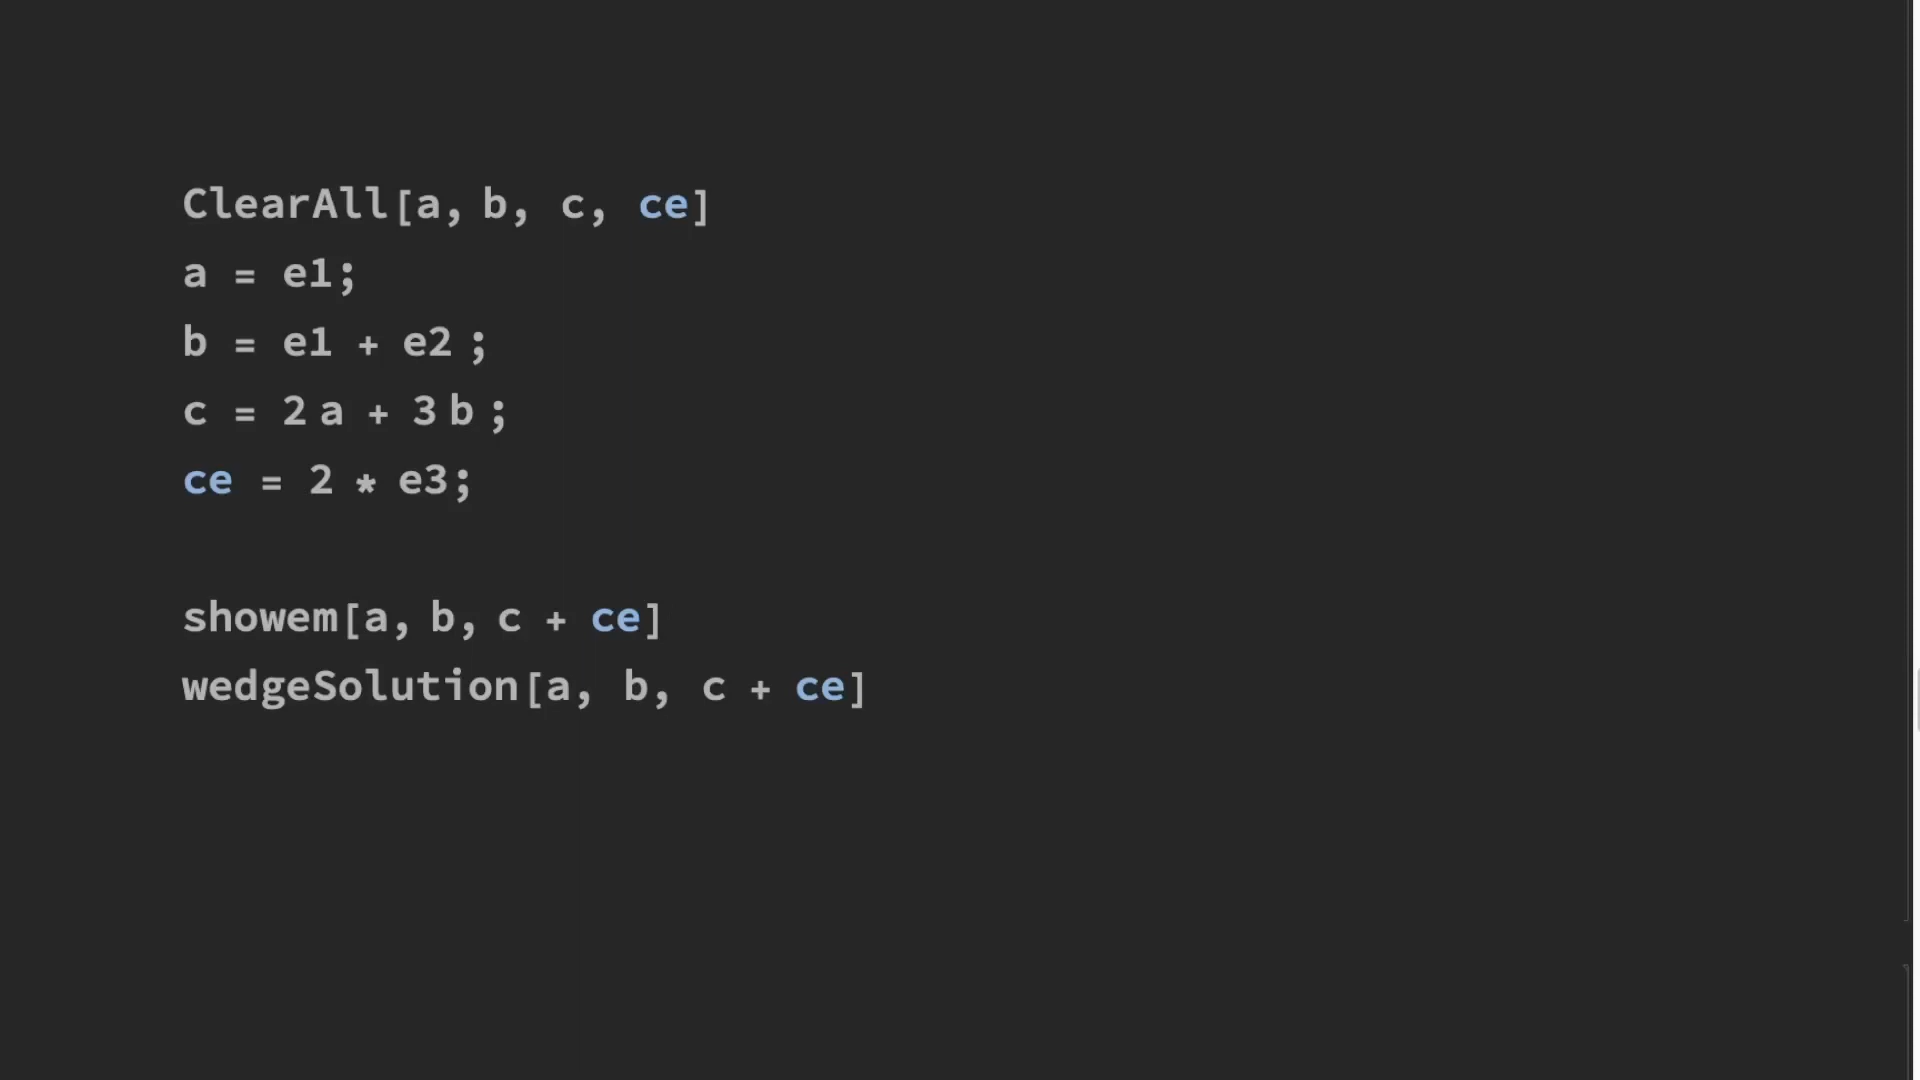 ClearAll[a, b, c, ce]
a = e1;
b = e1 + e2 ;
c = 2 a + 3 b ;
ce = 2 * e3;
showem[a, b, c + ce]
wedgeSolution[a, b, c + ce]